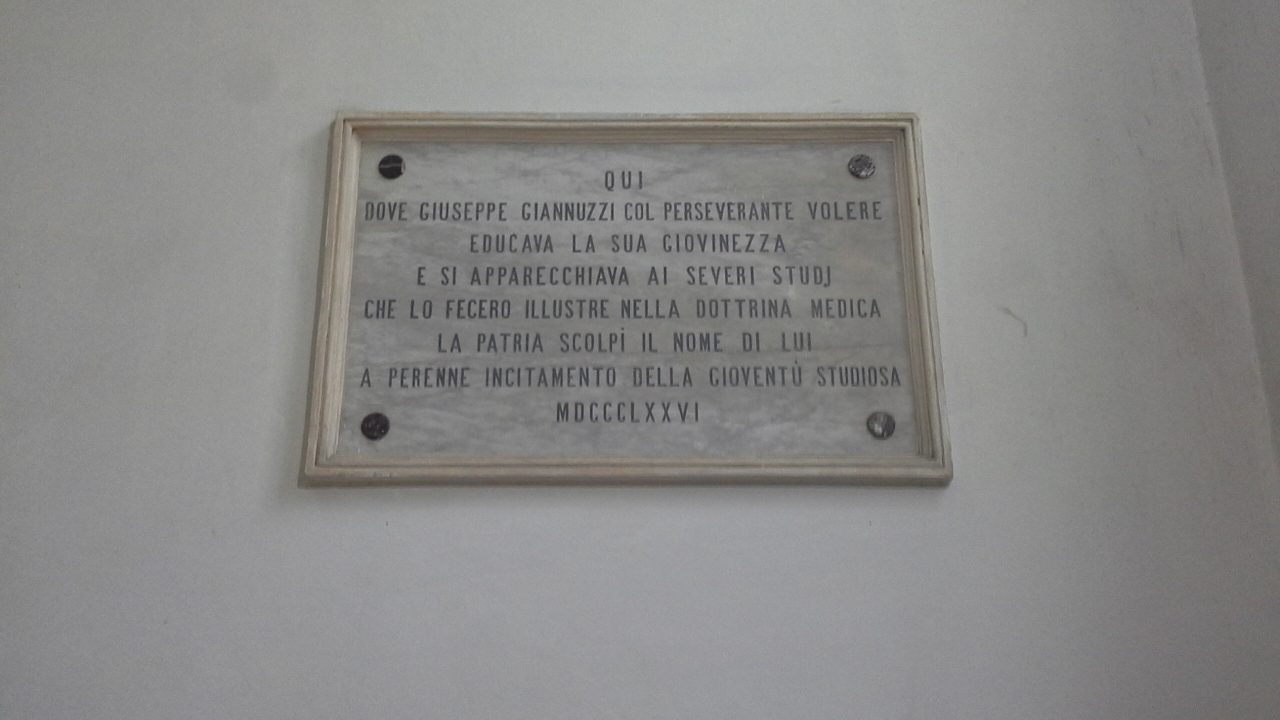 QUI
DOVE GIUSEPPE GIANNUZZI COL PERSEVERANTE VOLERE
EDUCAVA LA SUA GIOVINEZZA
E SI APPARECCHIAVA AI SEVERI STUDJ
CHE LO FECERO ILLUSTRE NELLA DOTTRINA MEDICA
LA PATRIA SCOLPÌ IL NOME DI LUI
A PERENNE INCITAMENTO DELLA GIOVENTÙ STUDIOSA
MDCCCLXXVI